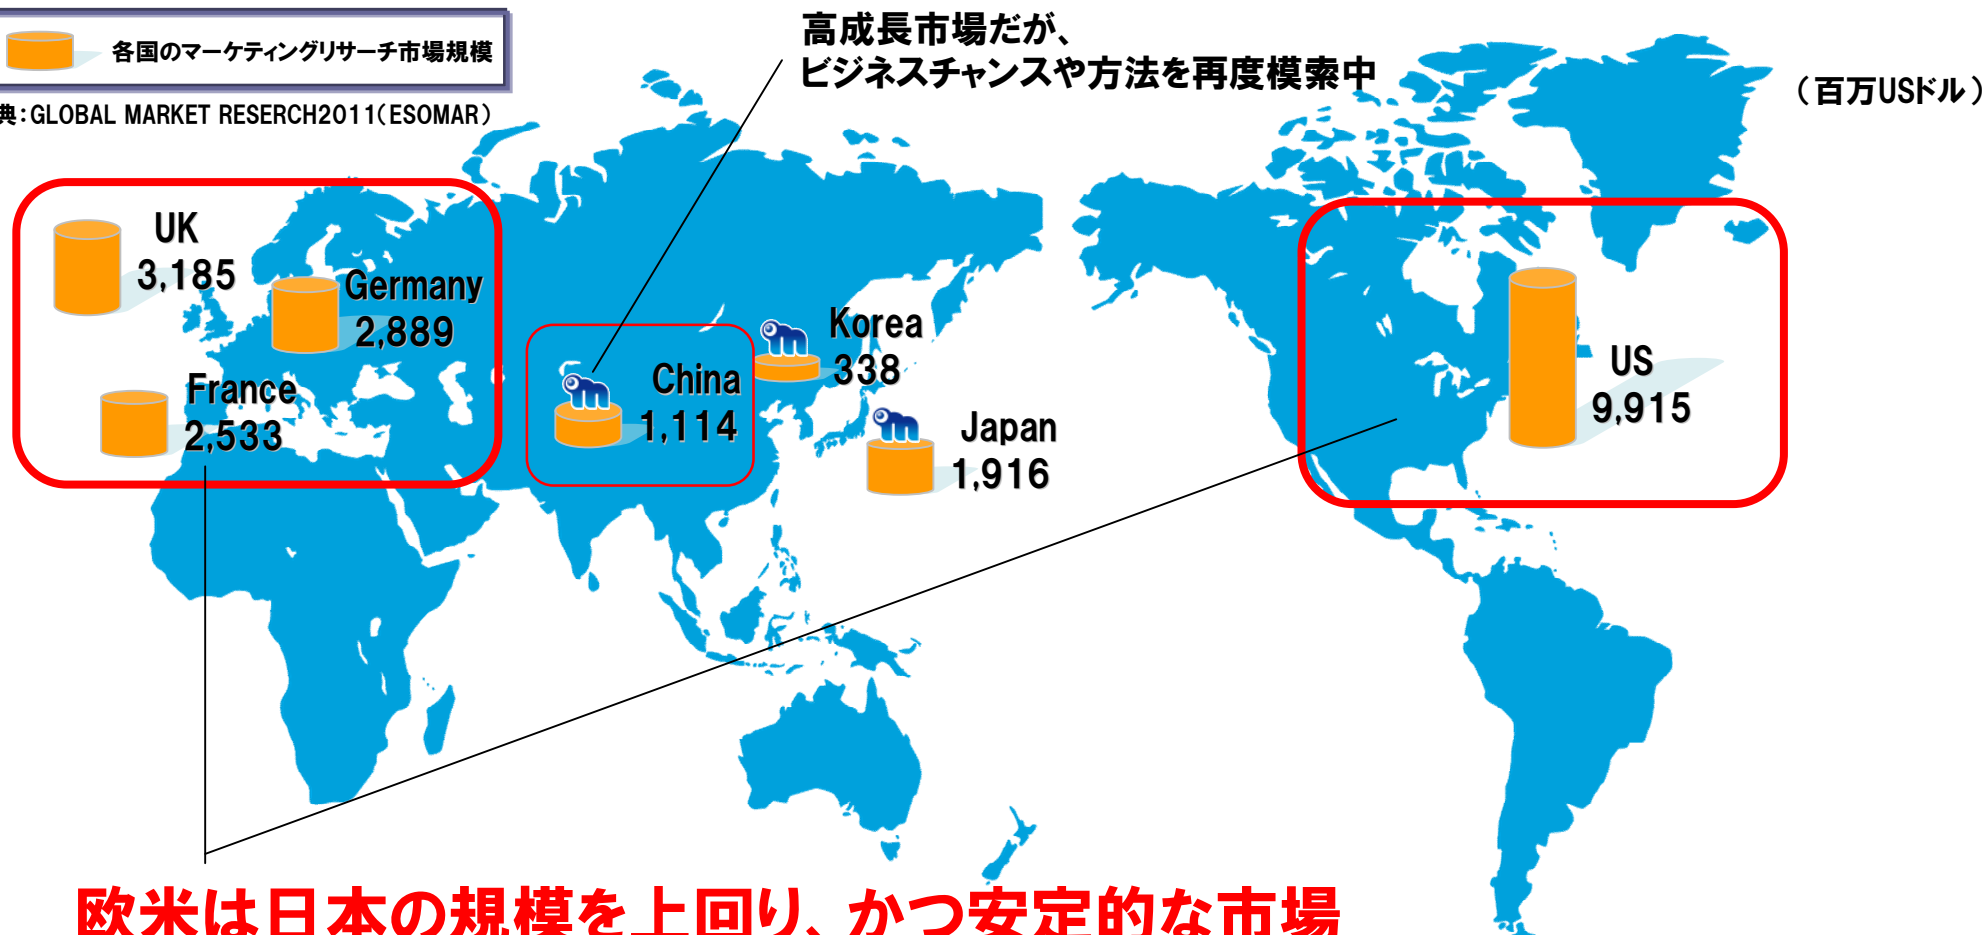 各国のマーケティングリサーチ市場規模
典：GLOBAL MARKET RESERCH2011（ESOMAR）
高成長市場だが、
ビジネスチャンスや方法を再度模索中
（百万USドル）
UK
3,185
Germany
2,889
France
2,533
China
1,114
Korea
338
Japan
1,916
US
9,915
欧米は日本の規模を上回り、かつ安定的な市場